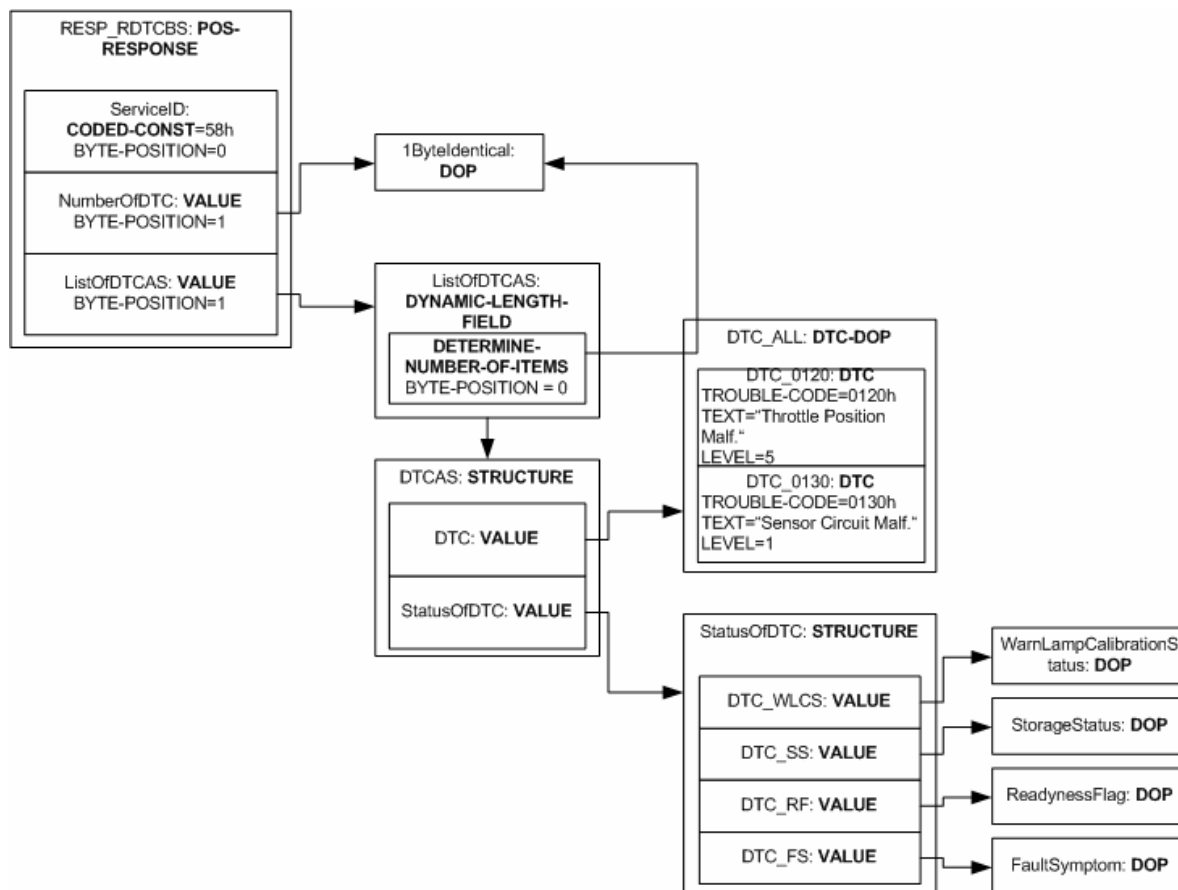 RESP_RDTCBS: POS-
RESPONSE
ServiceID:
CODED-CONST=58h
BYTE-POSITION=0
NumberOfDTC: VALUE
BYTE-POSITION=1
ListOfDTCAS: VALUE
BYTE-POSITION=1
1ByteIdentical:
DOP
ListOfDTCAS:
DYNAMIC-LENGTH-
FIELD
DETERMINE-
NUMBER-OF-ITEMS
BYTE-POSITION = 0
DTCAS: STRUCTURE
DTC: VALUE
StatusOfDTC: VALUE
DTC_ALL: DTC-DOP
DTC_0120: DTC
TROUBLE-CODE=0120h
TEXT=“Throttle Position
Malf.“
LEVEL=5
DTC_0130: DTC
TROUBLE-CODE=0130h
TEXT=“Sensor Circuit Malf.“
LEVEL=1
StatusOfDTC: STRUCTURE
DTC_WLCS: VALUE
DTC_SS: VALUE
DTC_RF: VALUE
DTC_FS: VALUE
WarnLampCalibrationS
tatus: DOP
StorageStatus: DOP
ReadynessFlag: DOP
FaultSymptom: DOP